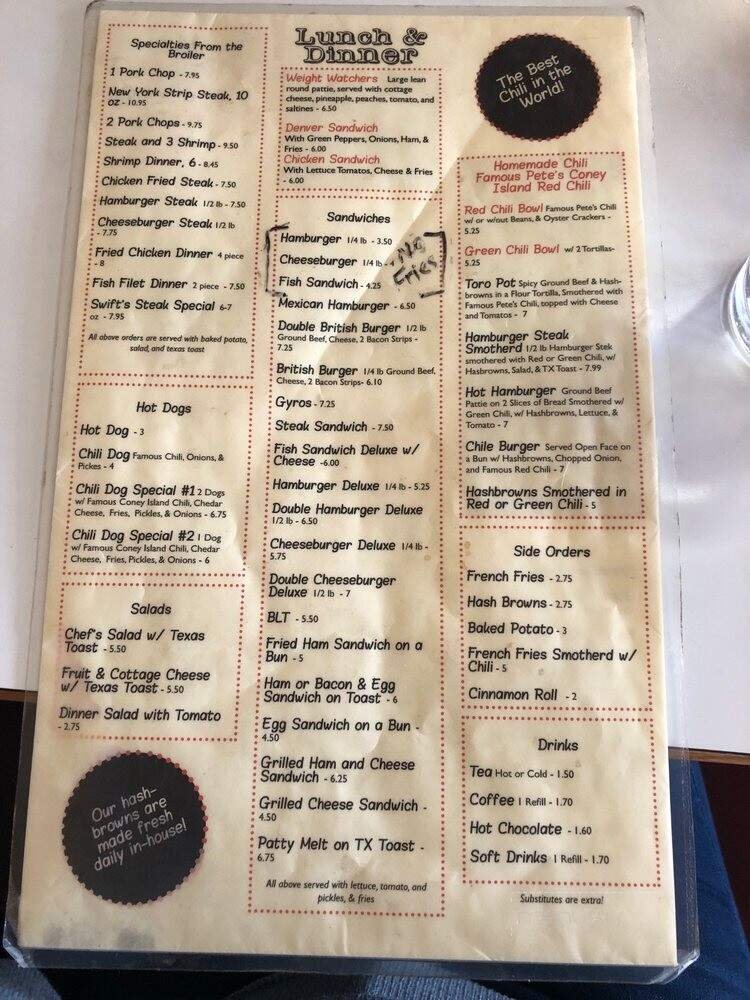 Lunch &
Dinner
Specialties From the
Broiler
1 Pork Chop - 7.95
New York Strip Steak, 10
oz - 10.95
2 Pork Chops - 9.75
Steak and 3 Shrimp - 9.50
Shrimp Dinner, 6 - 8.45
Chicken Fried Steak - 7.50
Hamburger Steak 1/2 lb - 7.50
Cheeseburger Steak 1/2 lb
- 7.75
Fried Chicken Dinner 4 piece
- 8
Fish Filet Dinner 2 piece - 7.50
Swift's Steak Special 6-7
oz - 7.95
All above orders are served with baked potato,
salad, and texas toast
Hot Dogs
Hot Dog - 3
Chili Dog Famous Chili, Onions, &
Pickes - 4
Chili Dog Special #1 2 Dogs
w/ Famous Coney Island Chili, Chedar
Cheese, Fries, Pickles, & Onions - 6.75
Chili Dog Special #2 1 Dog
w/ Famous Coney Island Chili, Chedar
Cheese, Fries, Pickles, & Onions - 6
Salads
Chef's Salad w/ Texas
Toast - 5.50
Fruit & Cottage Cheese
w/ Texas Toast - 5.50
Dinner Salad with Tomato
- 2.75
Our hash-
browns are
made fresh
daily in-house!
Weight Watchers Large lean
round pattie, served with cottage
cheese, pineapple, peaches, tomato, and
saltines - 6.50
Denver Sandwich
With Green Peppers, Onions, Ham, &
Fries - 6.00
Chicken Sandwich
With Lettuce Tomatos, Cheese & Fries
- 6.00
Sandwiches
Hamburger 1/4 lb - 3.50
Cheeseburger 1/4 lb - 4
Fish Sandwich - 4.25
No
Fries
Mexican Hamburger - 6.50
Double British Burger 1/2 lb
Ground Beef, Cheese, 2 Bacon Strips -
7.25
British Burger 1/4 lb Ground Beef,
Cheese, 2 Bacon Strips- 6.10
Gyros - 7.25
Steak Sandwich - 7.50
Fish Sandwich Deluxe w/
Cheese -6.00
Hamburger Deluxe 1/4 lb - 5.25
Double Hamburger Deluxe
1/2 lb - 6.50
Cheeseburger Deluxe 1/4 lb -
5.75
Double Cheeseburger
Deluxe 1/2 lb - 7
BLT - 5.50
Fried Ham Sandwich on a
Bun - 5
Ham or Bacon & Egg
Sandwich on Toast - 6
Egg Sandwich on a Bun -
4.50
Grilled Ham and Cheese
Sandwich - 6.25
Grilled Cheese Sandwich -
4.50
Patty Melt on TX Toast -
6.75
All above served with lettuce, tomato, and
pickles, & fries
The Best
Chili in the
World!
Homemade Chili
Famous Pete's Coney
Island Red Chili
Red Chili Bowl Famous Pete's Chili
w/ or w/out Beans, & Oyster Crackers -
5.25
Green Chili Bowl w/ 2 Tortillas-
5.25
Toro Pot Spicy Ground Beef & Hash-
browns in a Flour Tortilla, Smothered with
Famous Pete's Chili, topped with Cheese
and Tomatos - 7
Hamburger Steak
Smotherd 1/2 lb Hamburger Stek
smothered with Red or Green Chili, w/
Hasbrowns, Salad, & TX Toast - 7.99
Hot Hamburger Ground Beef
Pattie on 2 Slices of Bread Smothered w/
Green Chili, w/ Hashbrowns, Lettuce, &
Tomato - 7
Chile Burger Served Open Face on
a Bun w/ Hashbrowns, Chopped Onion,
and Famous Red Chili - 7
Hashbrowns Smothered in
Red or Green Chili - 5
Side Orders
French Fries - 2.75
Hash Browns - 2.75
Baked Potato - 3
French Fries Smotherd w/
Chili - 5
Cinnamon Roll - 2
Drinks
Tea Hot or Cold - 1.50
Coffee 1 Refill - 1.70
Hot Chocolate - 1.60
Soft Drinks 1 Refill - 1.70
Substitutes are extra!